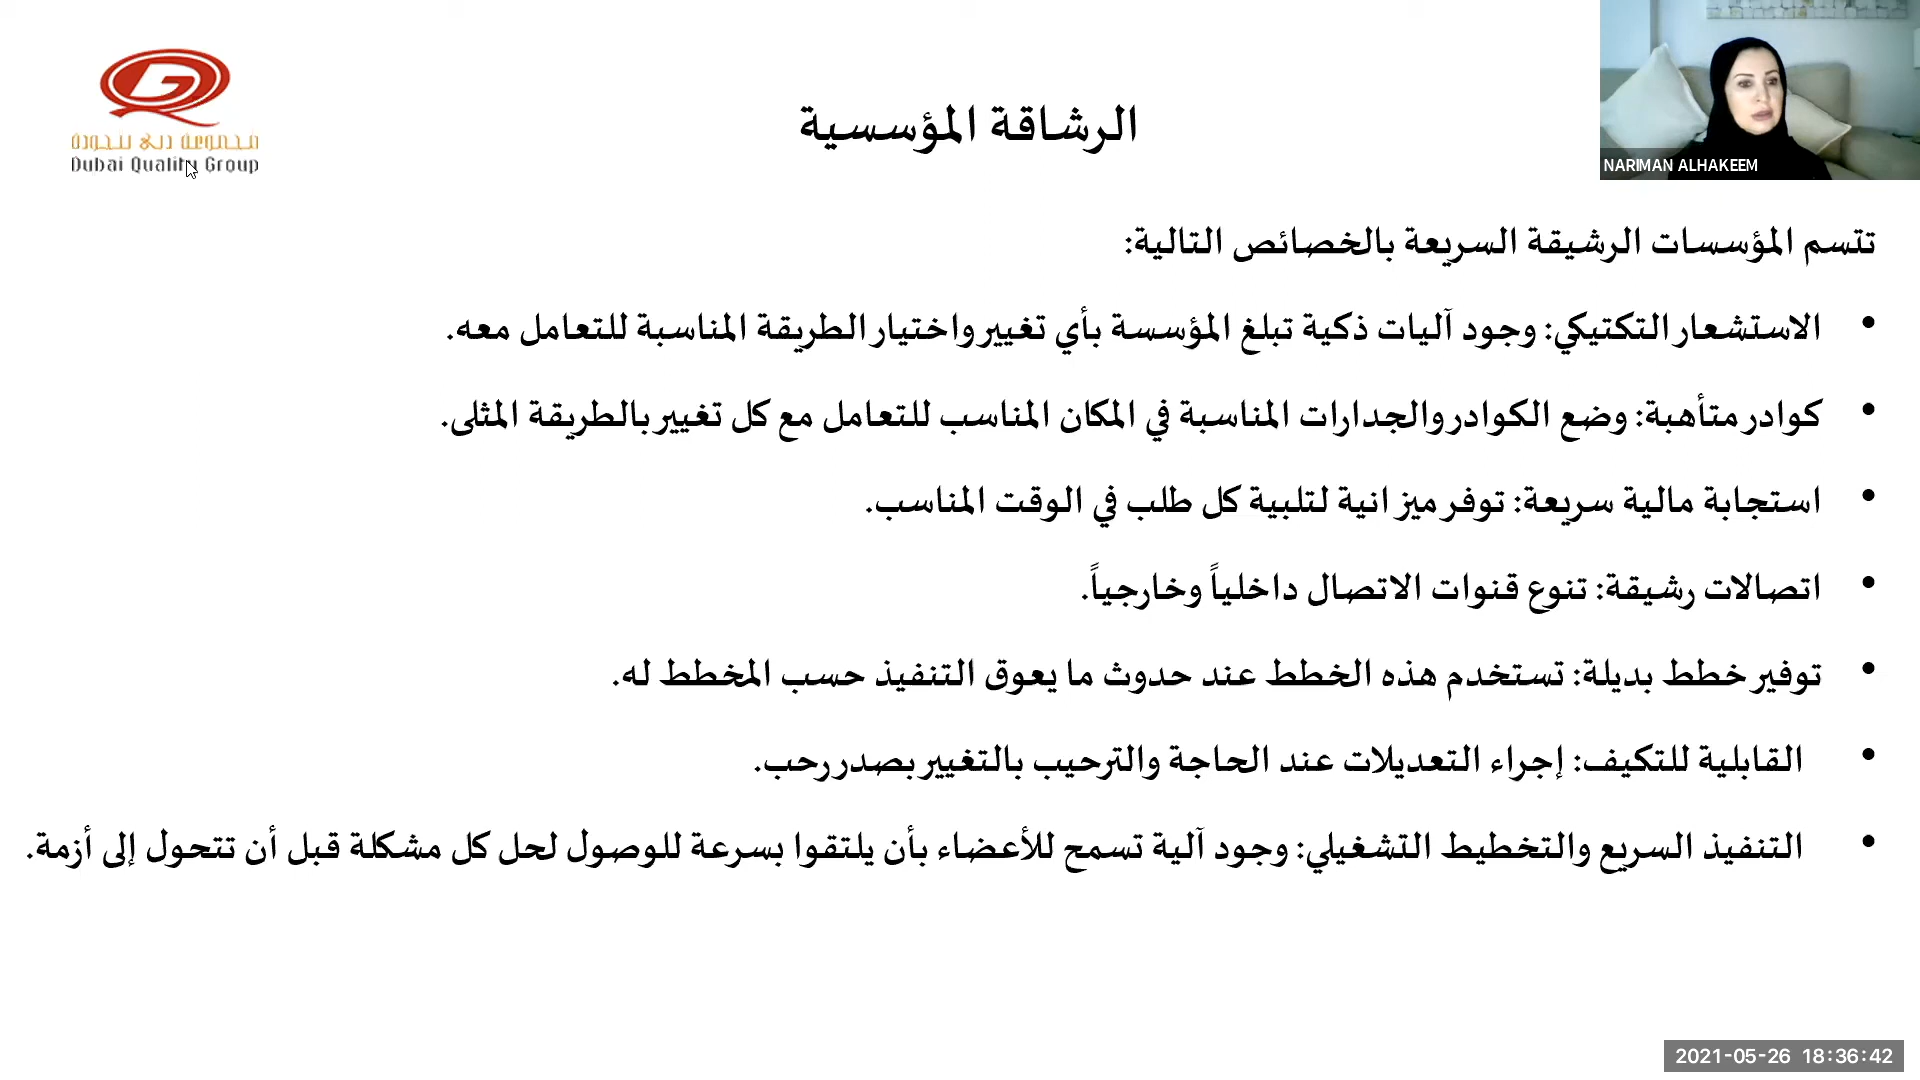 مجموعة دبي للجودة
Dubai Quality Group
الرشاقة المؤسسية
NARIMAN ALHAKEEM
تتسم المؤسسات الرشيقة السريعة بالخصائص التالية:
• الاستشعار التكتيكي: وجود آليات ذكية تبلغ المؤسسة بأي تغيير واختيار الطريقة المناسبة للتعامل معه.
• كوادر متأهبة: وضع الكوادر والجدارات المناسبة في المكان المناسب للتعامل مع كل تغيير بالطريقة المثلى.
• استجابة مالية سريعة: توفر ميزانية لتلبية كل طلب في الوقت المناسب.
• اتصالات رشيقة: تنوع قنوات الاتصال داخلياً وخارجياً.
• توفير خطط بديلة: تستخدم هذه الخطط عند حدوث ما يعوق التنفيذ حسب المخطط له.
• القابلية للتكيف: إجراء التعديلات عند الحاجة والترحيب بالتغيير بصدر رحب.
• التنفيذ السريع والتخطيط التشغيلي: وجود آلية تسمح للأعضاء بأن يلتقوا بسرعة للوصول لحل كل مشكلة قبل أن تتحول إلى أزمة.
2021-05-26 18:36:42